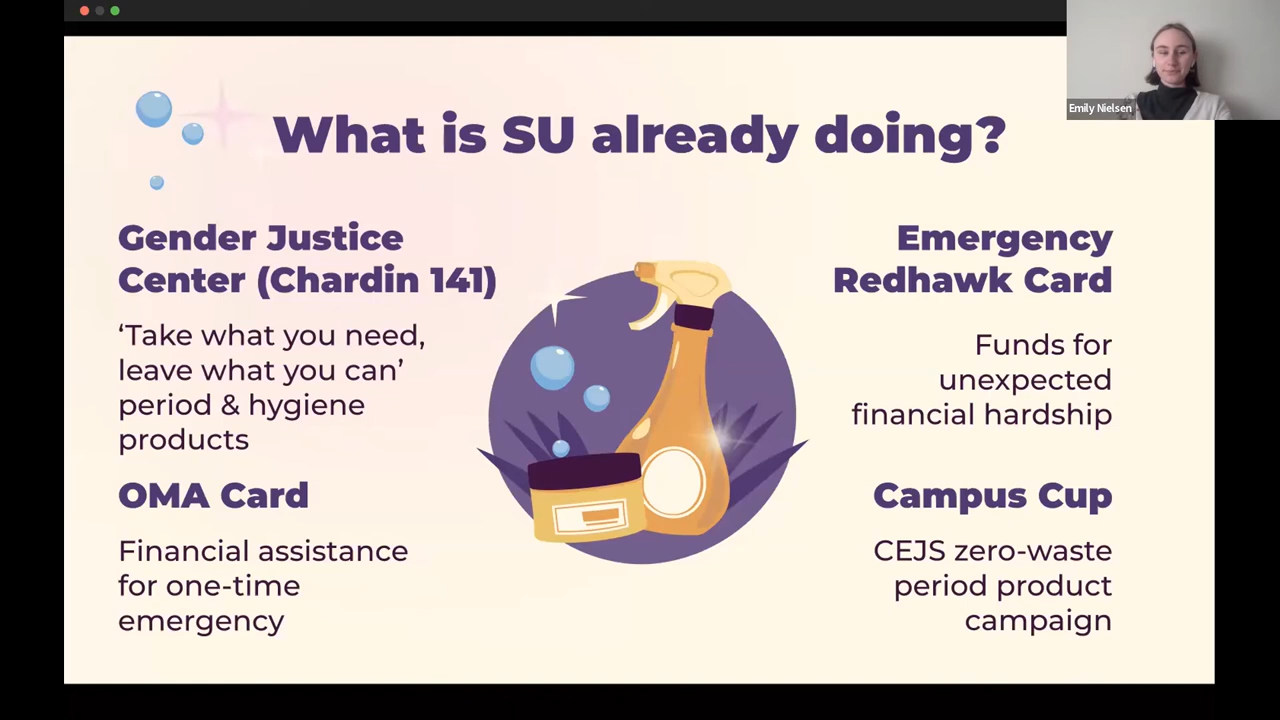 Emily Nielsen
What is SU already doing?
Gender Justice
Center (Chardin 141)
‘Take what you need,
leave what you can’
period & hygiene
products
OMA Card
Financial assistance
for one-time
emergency
Emergency
Redhawk Card
Funds for
unexpected
financial hardship
Campus Cup
CEJS zero-waste
period product
campaign